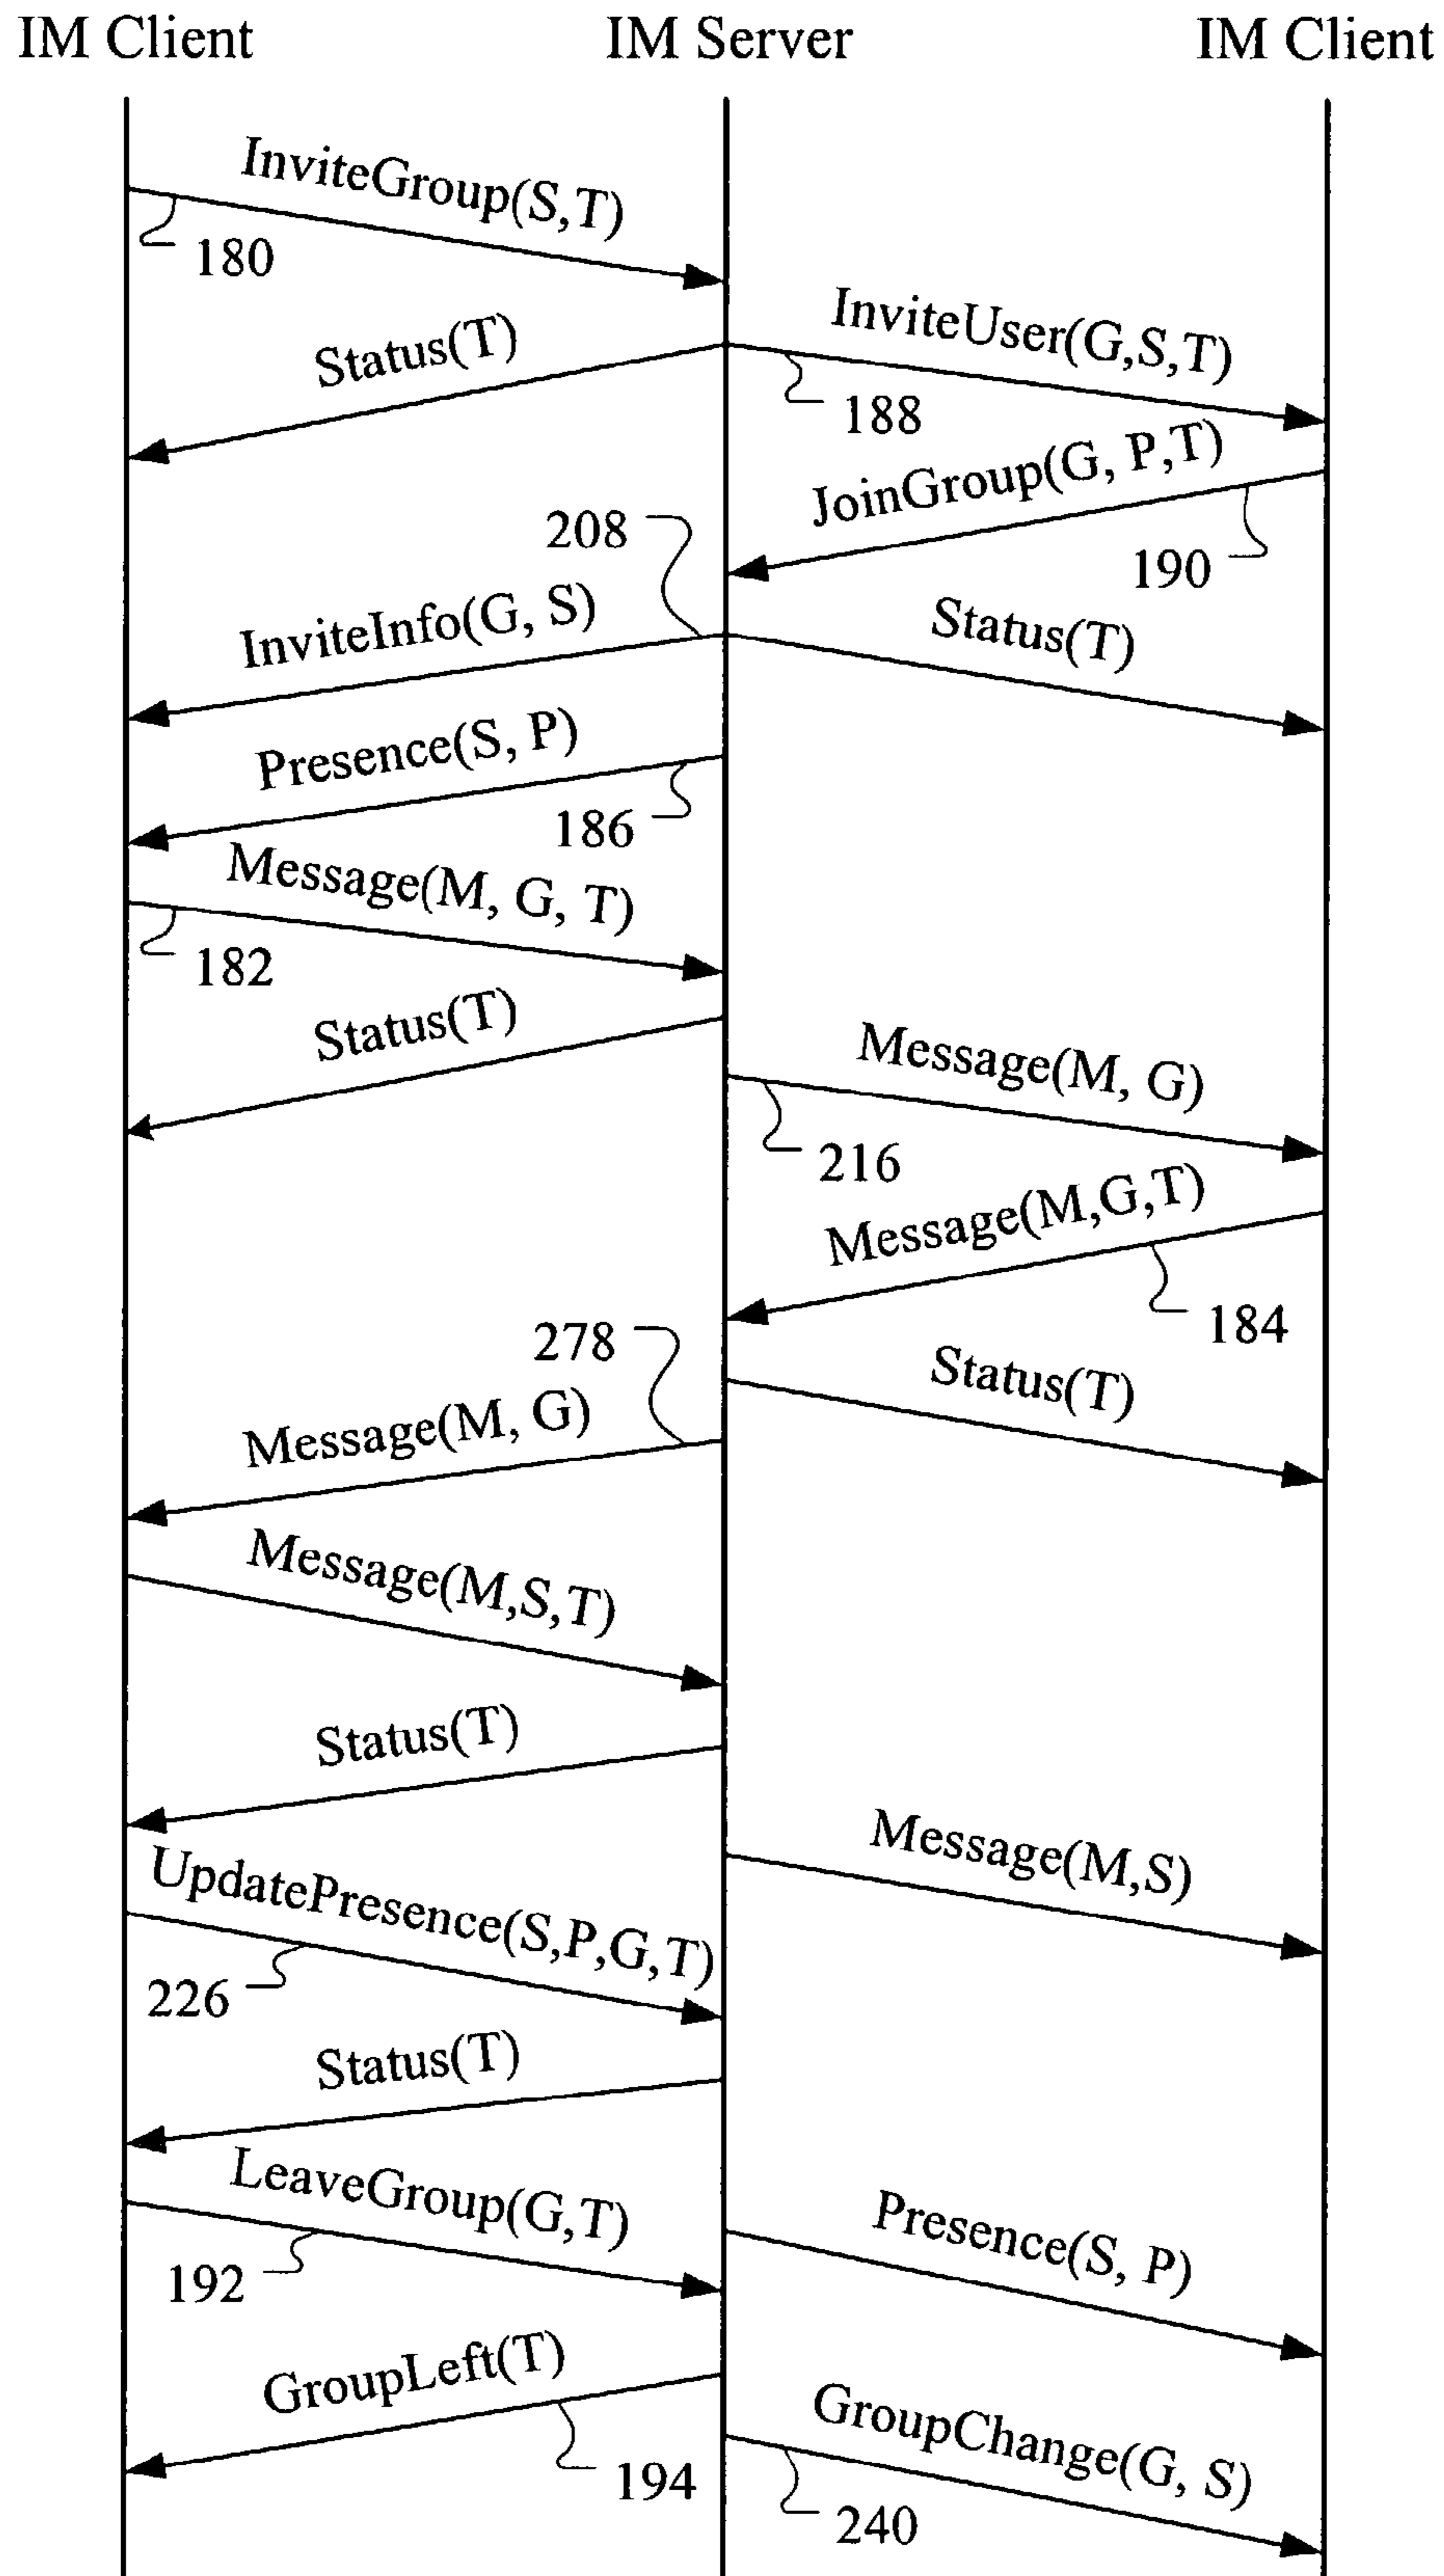 IM Client
IM Server
IM Client
InviteGroup(S,T)
180
InviteUser(G,S,T)
Status(T)
188
JoinGroup(G, P,T)
208
190
InviteInfo(G, S)
Status(T)
Presence(S, P)
186
Message(M, G, T)
182
Status(T)
Message(M, G)
216
Message(M,G,T)
184
278
Status(T)
Message(M, G)
Message(M,S,T)
Status(T)
Message(M,S)
UpdatePresence(S,P,G,T)
226
Status(T)
LeaveGroup(G,T)
192
Presence(S, P)
GroupLeft(T)
194
GroupChange(G, S)
240